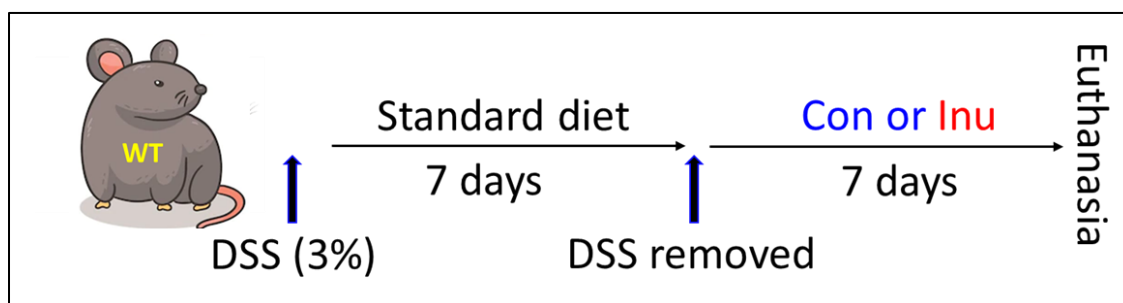 WT
Standard diet
7 days
DSS (3%)
DSS removed
Con or Inu
7 days
Euthanasia